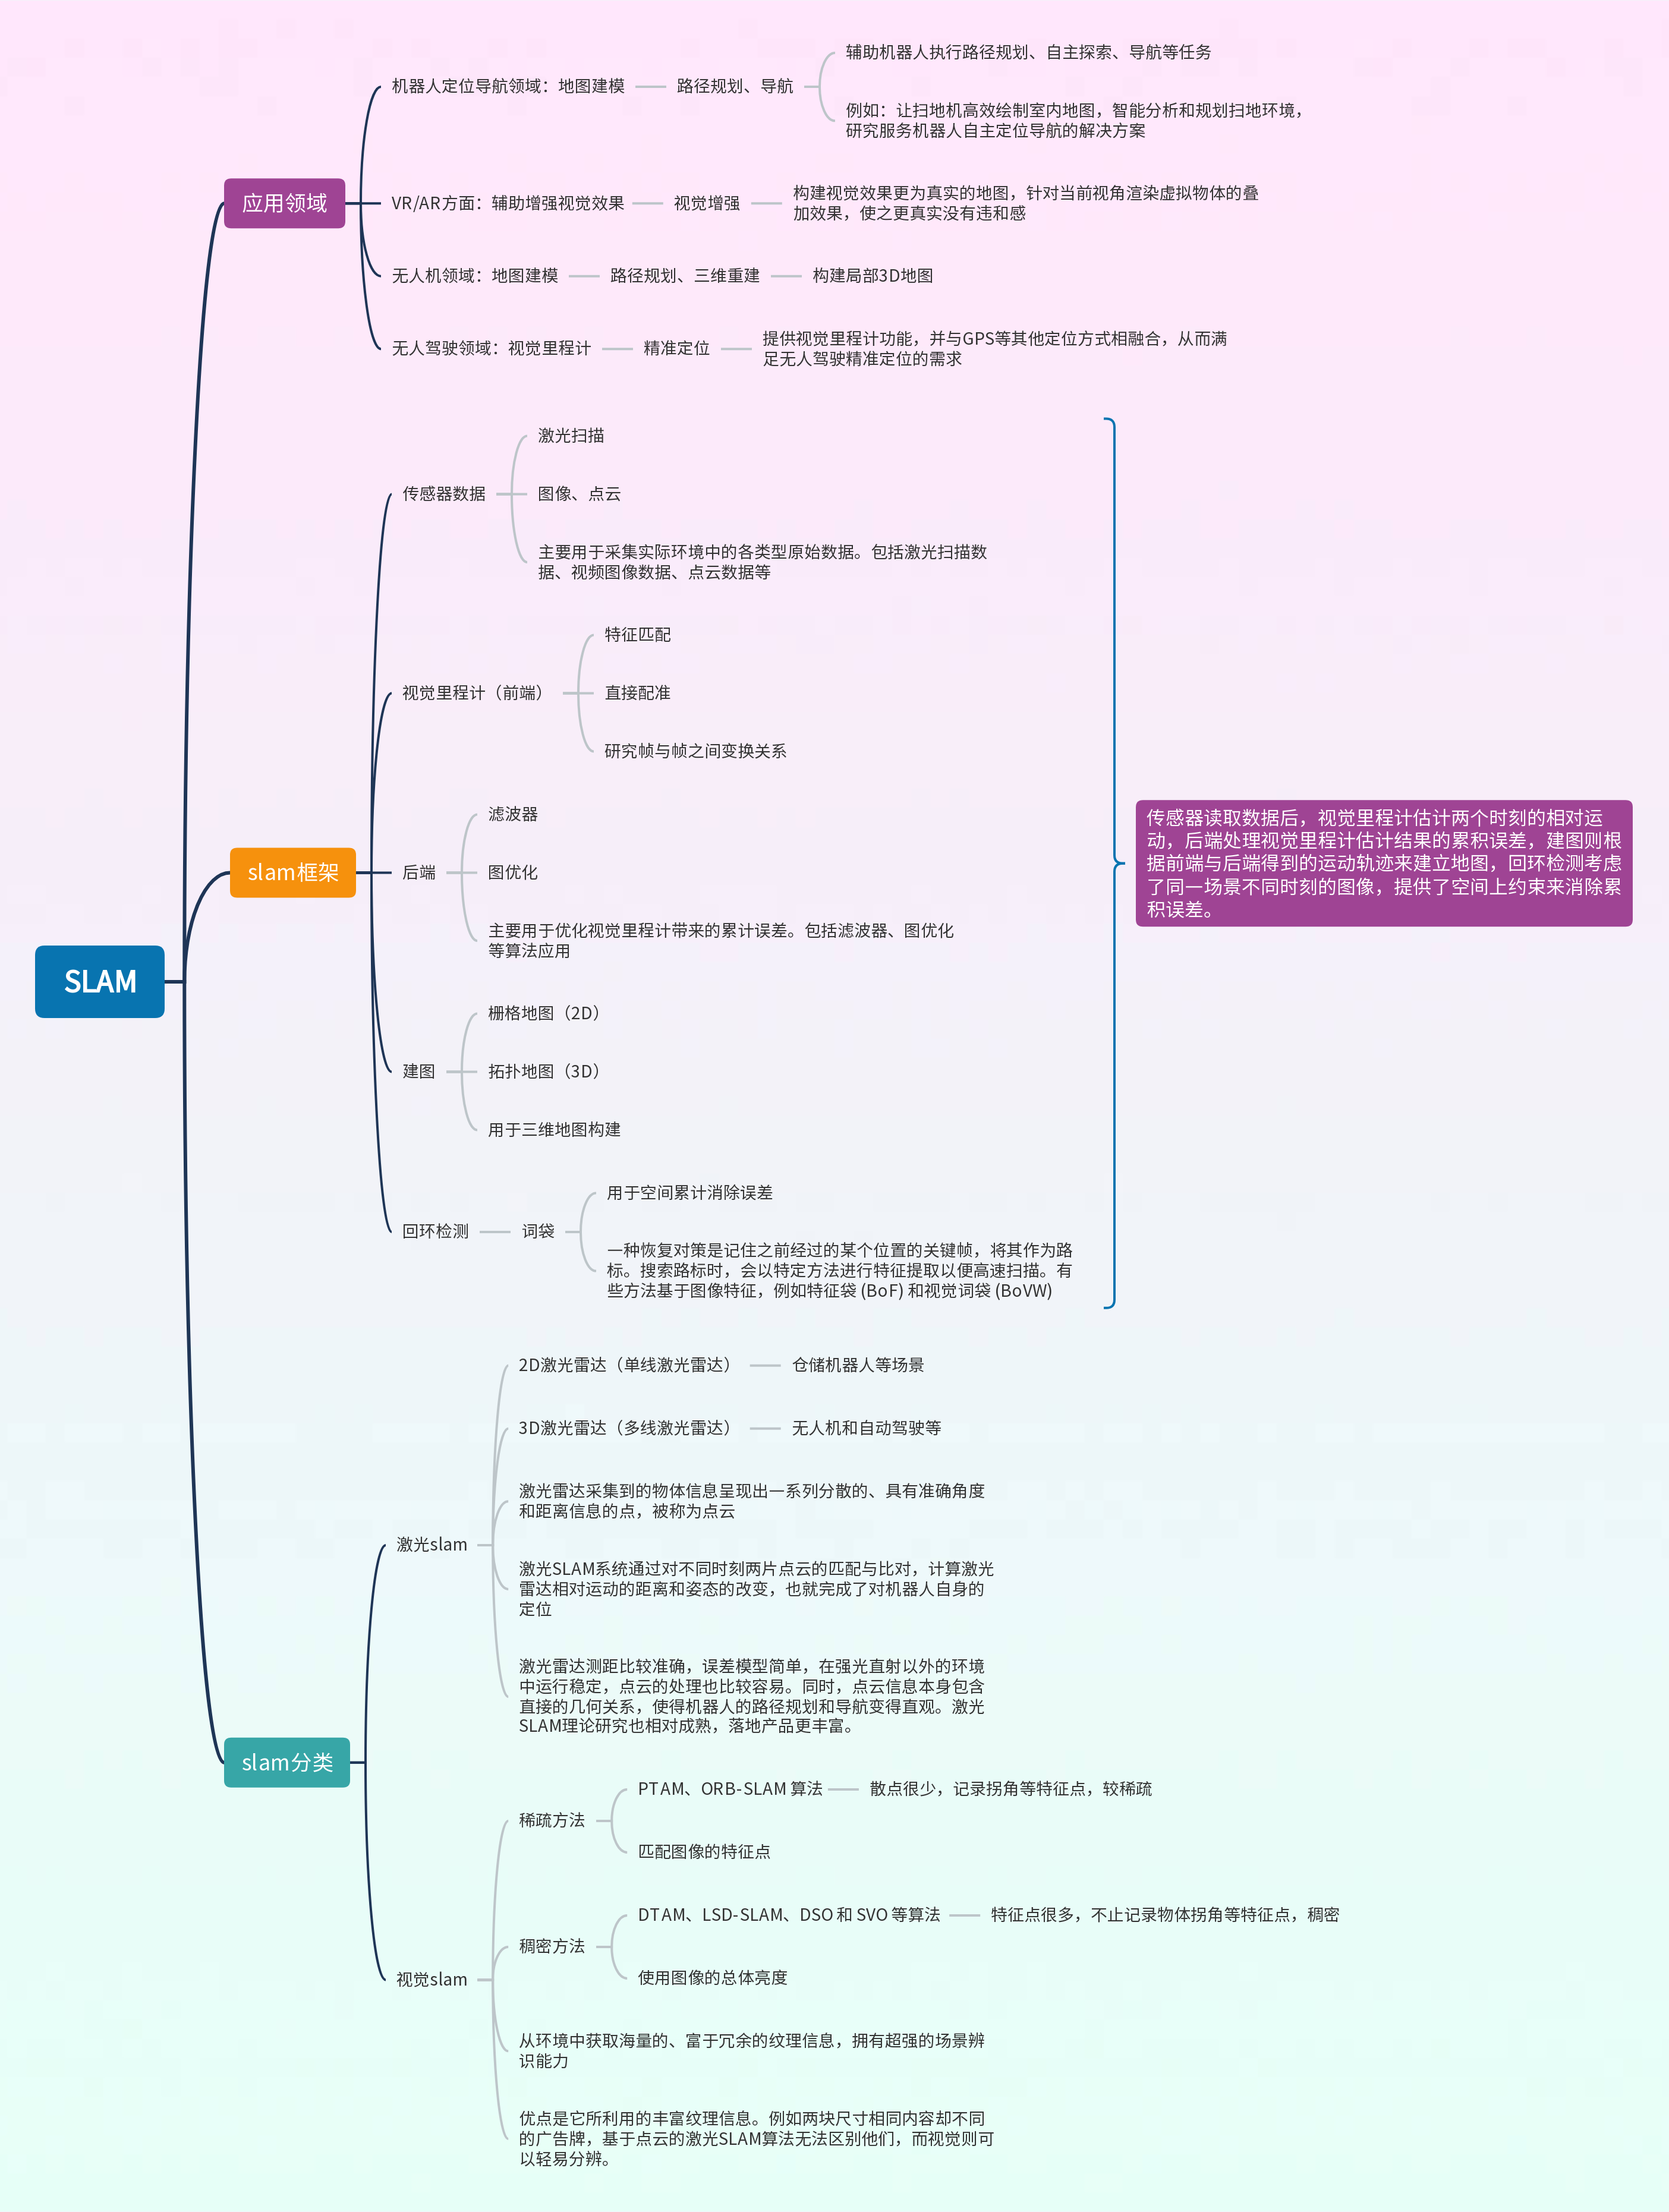 SLAM
应用领域
机器人定位导航领域：地图建模
路径规划、导航
辅助机器人执行路径规划、自主探索、导航等任务
例如：让扫地机高效绘制室内地图，智能分析和规划扫地环境，
研究服务机器人自主定位导航的解决方案
VR/AR方面：辅助增强视觉效果
视觉增强
构建视觉效果更为真实的地图，针对当前视角渲染虚拟物体的叠
加效果，使之更真实没有违和感
无人机领域：地图建模
路径规划、三维重建
构建局部3D地图
无人驾驶领域：视觉里程计
精准定位
提供视觉里程计功能，并与GPS等其他定位方式相融合，从而满
足无人驾驶精准定位的需求
slam框架
传感器数据
激光扫描
图像、点云
主要用于采集实际环境中的各类型原始数据。包括激光扫描数
据、视频图像数据、点云数据等
视觉里程计（前端）
特征匹配
直接配准
研究帧与帧之间变换关系
后端
滤波器
图优化
主要用于优化视觉里程计带来的累计误差。包括滤波器、图优化
等算法应用
建图
栅格地图（2D）
拓扑地图（3D）
用于三维地图构建
回环检测
词袋
用于空间累计消除误差
一种恢复对策是记住之前经过的某个位置的关键帧，将其作为路
标。搜索路标时，会以特定方法进行特征提取以便高速扫描。有
些方法基于图像特征，例如特征袋 (BoF) 和视觉词袋 (BoVW)
传感器读取数据后，视觉里程计估计两个时刻的相对运
动，后端处理视觉里程计估计结果的累积误差，建图则根
据前端与后端得到的运动轨迹来建立地图，回环检测考虑
了同一场景不同时刻的图像，提供了空间上约束来消除累
积误差。
slam分类
激光slam
2D激光雷达（单线激光雷达）
仓储机器人等场景
3D激光雷达（多线激光雷达）
无人机和自动驾驶等
激光雷达采集到的物体信息呈现出一系列分散的、具有准确角度
和距离信息的点，被称为点云
激光SLAM系统通过对不同时刻两片点云的匹配与比对，计算激光
雷达相对运动的距离和姿态的改变，也就完成了对机器人自身的
定位
激光雷达测距比较准确，误差模型简单，在强光直射以外的环境
中运行稳定，点云的处理也比较容易。同时，点云信息本身包含
直接的几何关系，使得机器人的路径规划和导航变得直观。激光
SLAM理论研究也相对成熟，落地产品更丰富。
视觉slam
稀疏方法
PTAM、ORB-SLAM 算法
散点很少，记录拐角等特征点，较稀疏
匹配图像的特征点
稠密方法
DTAM、LSD-SLAM、DSO 和 SVO 等算法
特征点很多，不止记录物体拐角等特征点，稠密
使用图像的总体亮度
从环境中获取海量的、富于冗余的纹理信息，拥有超强的场景辨
识能力
优点是它所利用的丰富纹理信息。例如两块尺寸相同内容却不同
的广告牌，基于点云的激光SLAM算法无法区别他们，而视觉则可
以轻易分辨。